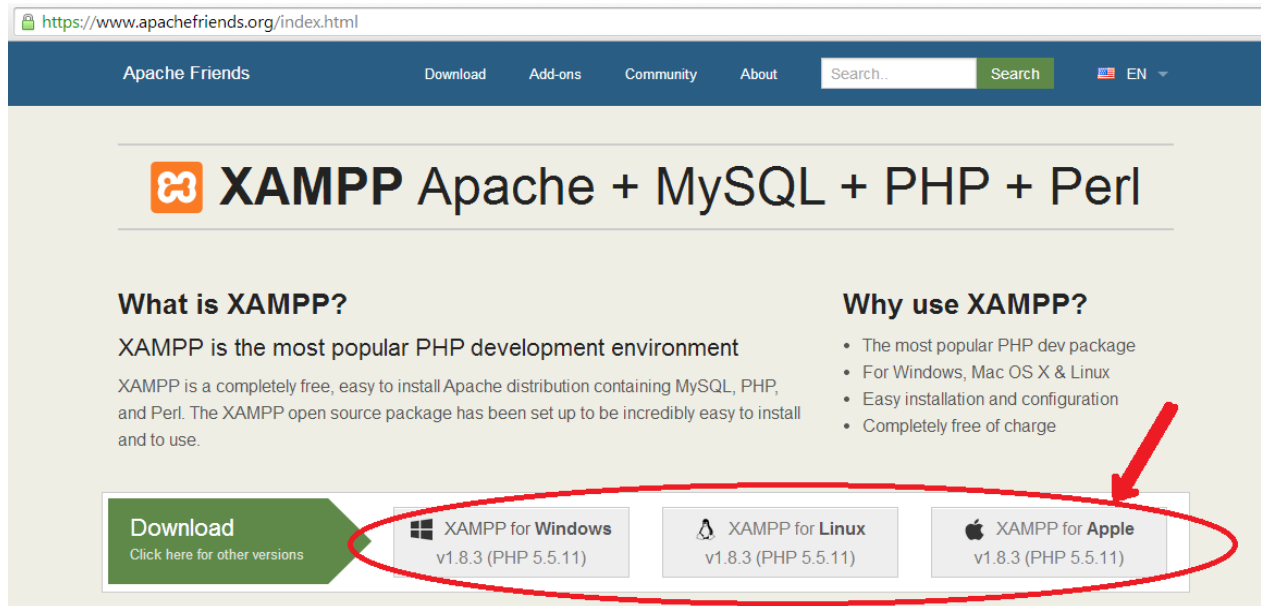 https://www.apachefriends.org/index.html
Apache Friends Download Add-ons Community About Search.. Search EN
XAMPP Apache + MySQL + PHP + Perl
What is XAMPP?
XAMPP is the most popular PHP development environment
XAMPP is a completely free, easy to install Apache distribution containing MySQL, PHP,
and Perl. The XAMPP open source package has been set up to be incredibly easy to install
and to use.
Why use XAMPP?
• The most popular PHP dev package
• For Windows, Mac OS X & Linux
• Easy installation and configuration
• Completely free of charge
Download
Click here for other versions
XAMPP for Windows
v1.8.3 (PHP 5.5.11)
XAMPP for Linux
v1.8.3 (PHP 5.5.11)
XAMPP for Apple
v1.8.3 (PHP 5.5.11)